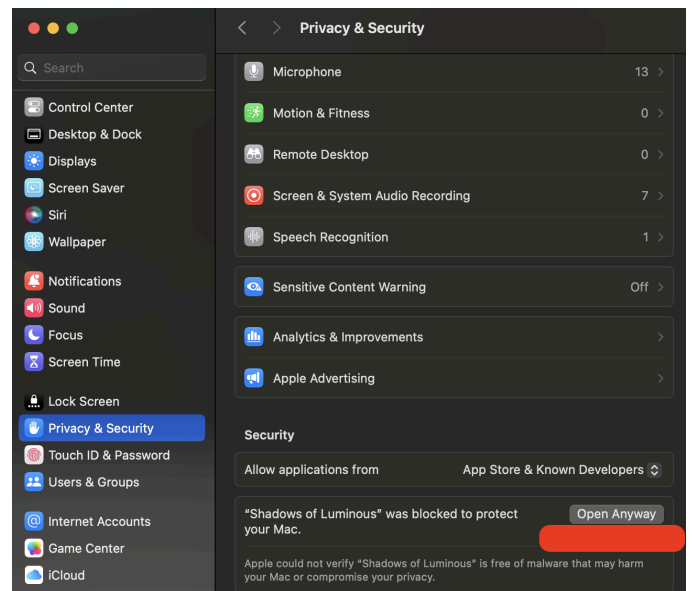 Privacy & Security
Search
Control Center
Desktop & Dock
Displays
Screen Saver
Siri
Wallpaper
Notifications
Sound
Focus
Screen Time
Lock Screen
Privacy & Security
Touch ID & Password
Users & Groups
Internet Accounts
Game Center
iCloud
Microphone 13
Motion & Fitness 0
Remote Desktop 0
Screen & System Audio Recording 7
Speech Recognition 1
Sensitive Content Warning Off
Analytics & Improvements
Apple Advertising
Security
Allow applications from App Store & Known Developers
“Shadows of Luminous” was blocked to protect Open Anyway
your Mac.
Apple could not verify “Shadows of Luminous” is free of malware that may harm
your Mac or compromise your privacy.